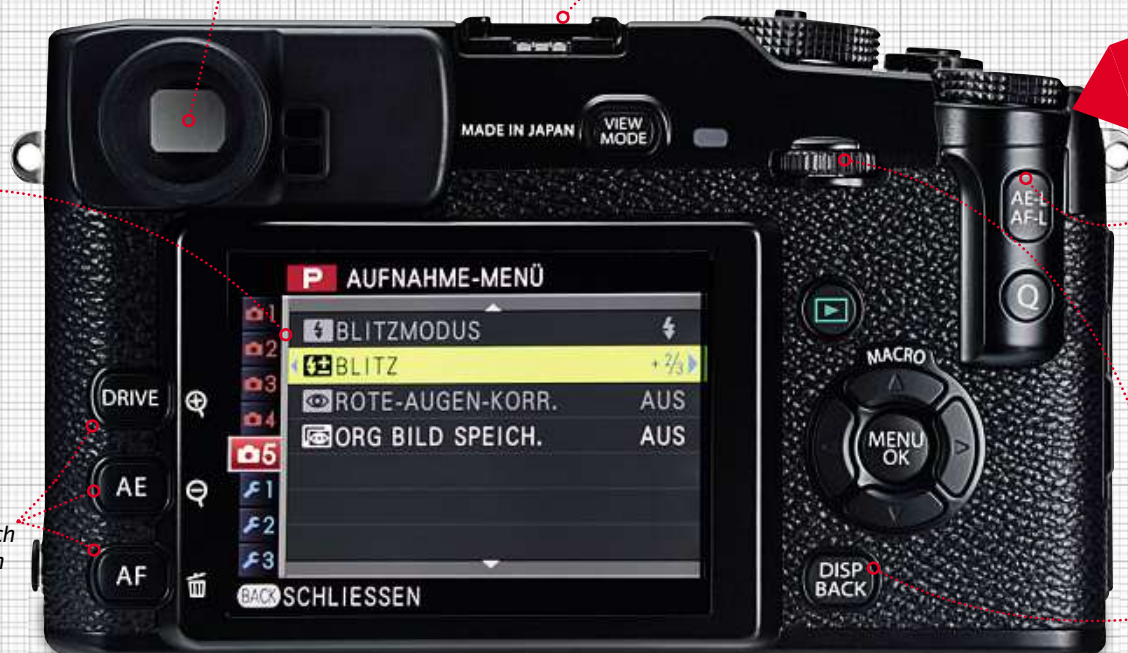 MADE IN JAPAN
VIEW MODE
AE-L
AF-L
Q
P AUFNAHME-MENÜ
1
BLITZMODUS
2
BLITZ +⅔
3
ROTE-AUGEN-KORR. AUS
4
ORG BILD SPEICH. AUS
5
1
2
3
BACK SCHLIESSEN
DRIVE
AE
AF
MACRO
MENU
OK
DISP
BACK
ch
n